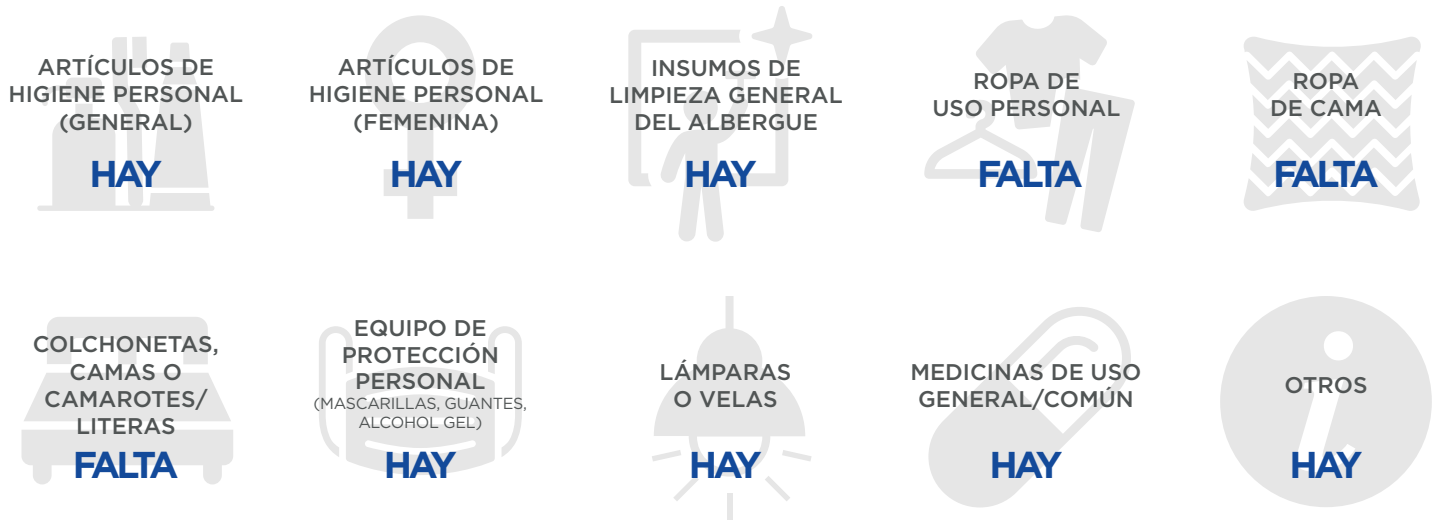 ARTÍCULOS DE
HIGIENE PERSONAL
(GENERAL)
HAY
ARTÍCULOS DE
HIGIENE PERSONAL
(FEMENINA)
HAY
INSUMOS DE
LIMPIEZA GENERAL
DEL ALBERGUE
HAY
ROPA DE
USO PERSONAL
FALTA
ROPA
DE CAMA
FALTA
COLCHONETAS,
CAMAS O
CAMAROTES/
LITERAS
FALTA
EQUIPO DE
PROTECCIÓN
PERSONAL
(MASCARILLAS, GUANTES,
ALCOHOL GEL)
HAY
LÁMPARAS
O VELAS
HAY
MEDICINAS DE USO
GENERAL/COMÚN
HAY
OTROS
HAY